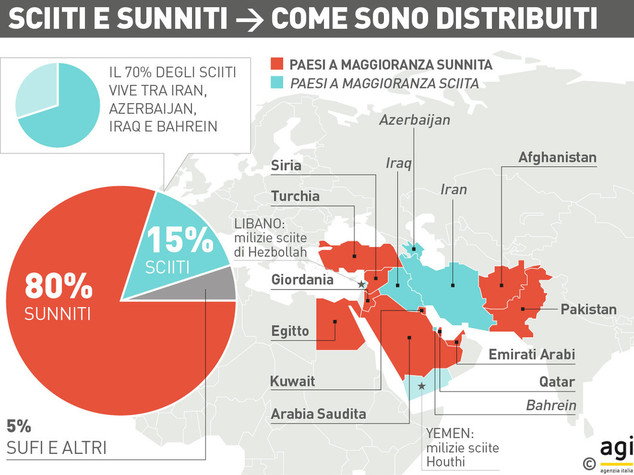 SCIITI E SUNNITI → COME SONO DISTRIBUITI
IL 70% DEGLI SCIITI
VIVE TRA IRAN,
AZERBAIJAN,
IRAQ E BAHREIN
PAESI A MAGGIORANZA SUNNITA
PAESI A MAGGIORANZA SCIITA
Azerbaijan
Afghanistan
Siria
Iraq
Iran
Turchia
LIBANO:
milizie sciite
di Hezbollah
15%
SCIITI
80%
SUNNITI
Giordania
Pakistan
Egitto
Emirati Arabi
Kuwait
Qatar
Arabia Saudita
Bahrein
5%
SUFI E ALTRI
YEMEN:
milizie sciite
Houthi
© agi
agenzia italia